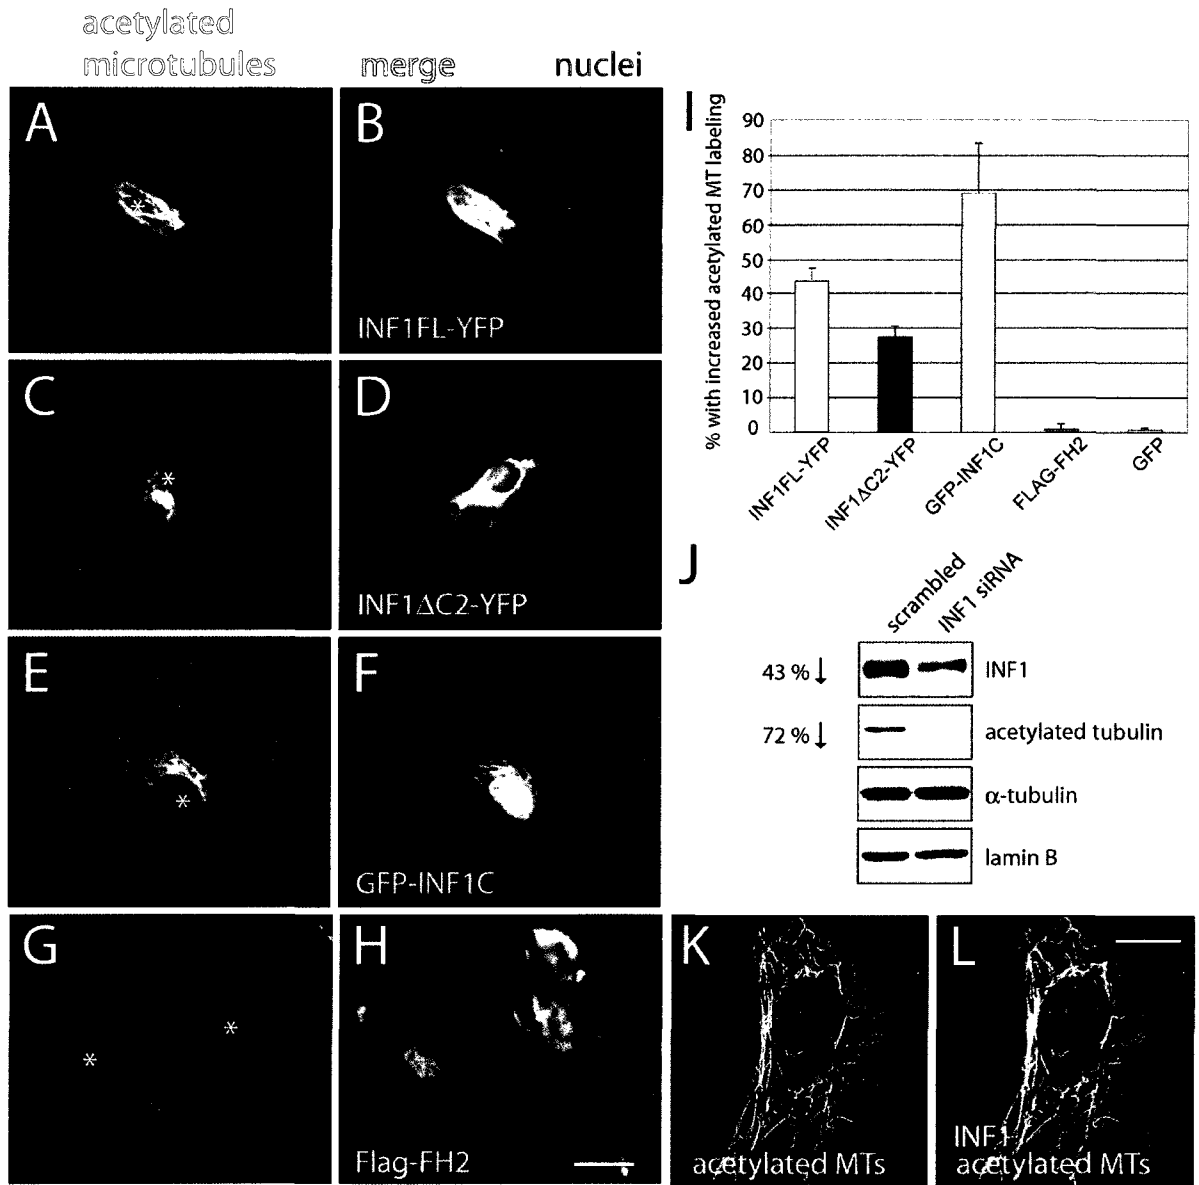 acetylated
microtubules
merge
nuclei
A
B
INF1FL-YFP
C
D
INF1ΔC2-YFP
E
F
GFP-INF1C
G
H
Flag-FH2
I
% with increased acetylated MT labeling
90
80
70
60
50
40
30
20
10
0
INF1FL-YFP
INF1ΔC2-YFP
GFP-INF1C
FLAG-FH2
GFP
J
scrambled
INF1 siRNA
43 % ↓
INF1
72 % ↓
acetylated tubulin
α-tubulin
lamin B
K
acetylated MTs
L
INF1
acetylated MTs